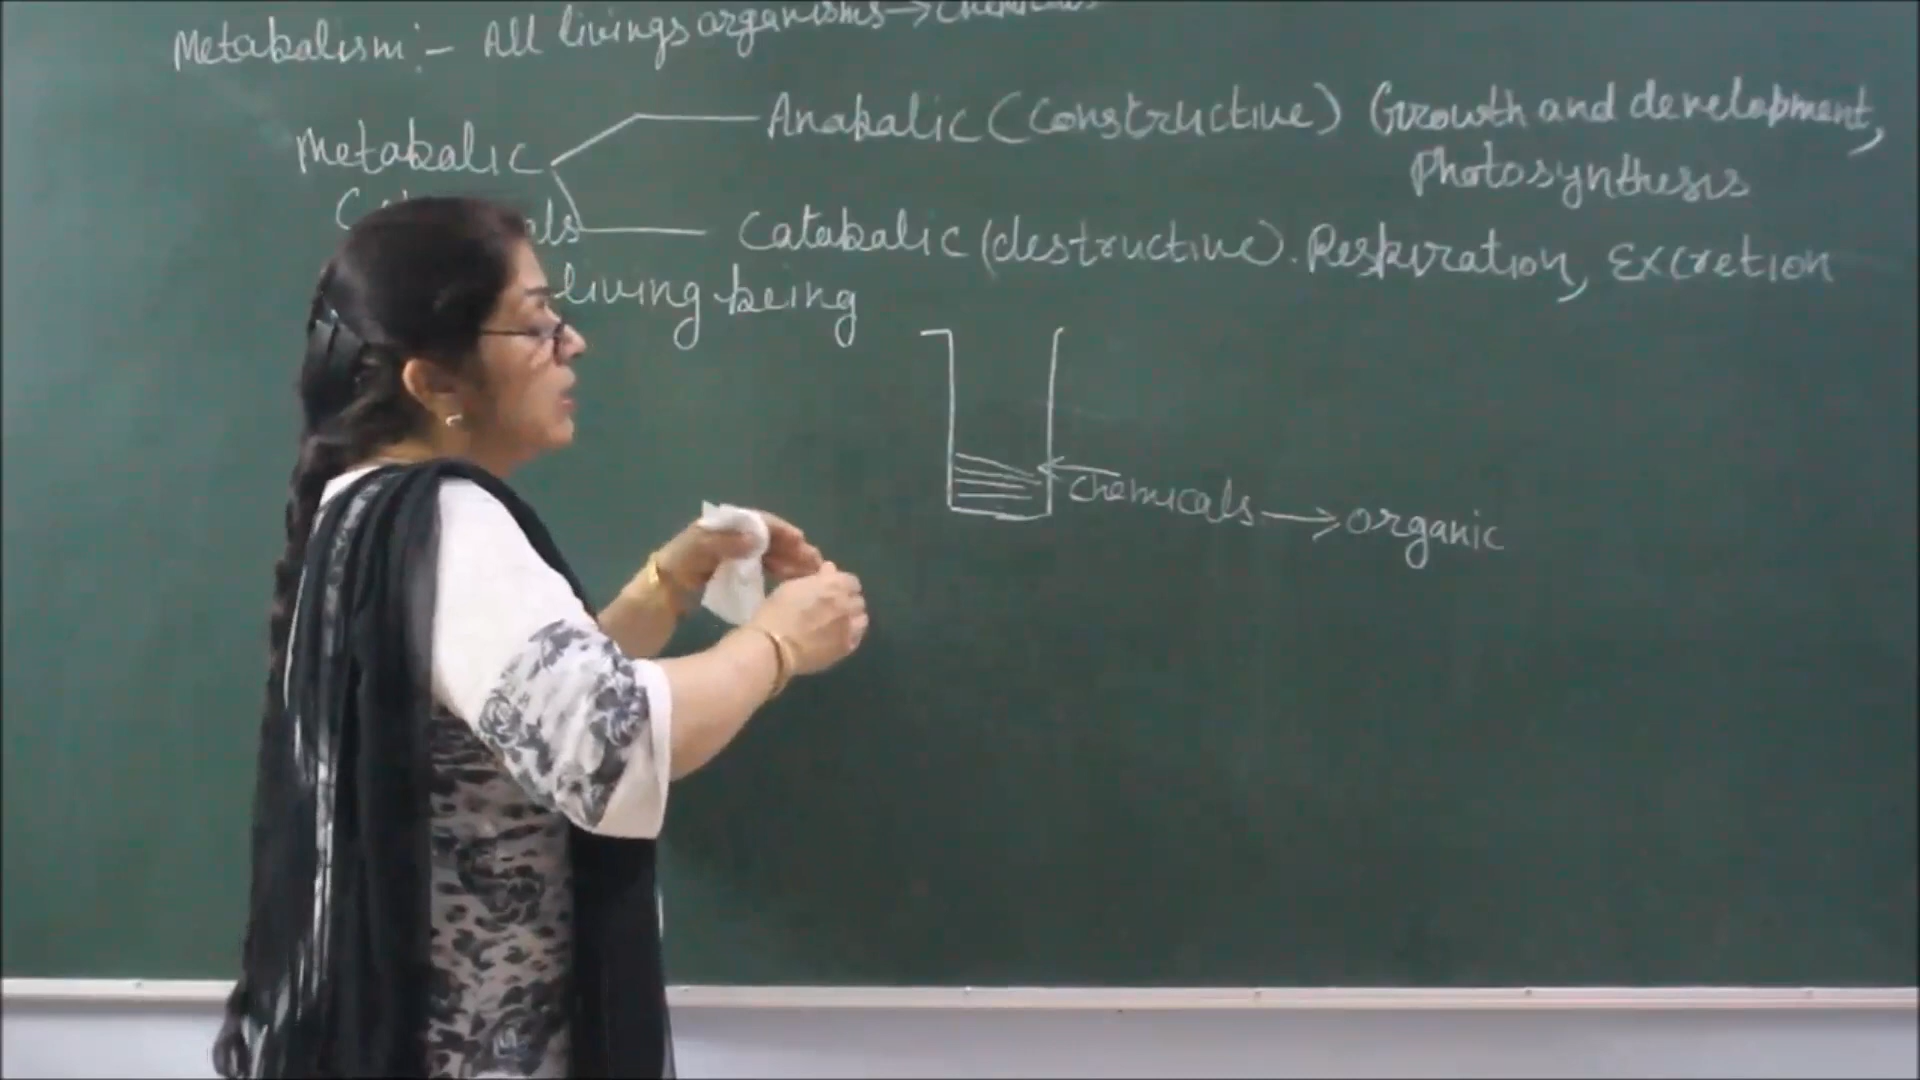 Metabalism:- All livings organisms→Chemicals
Metabalic
Anabalic (Constructive) Growth and development,
Photosynthesis
Catabalic (destructive). Respiration, Excretion
living being
Chemicals → Organic